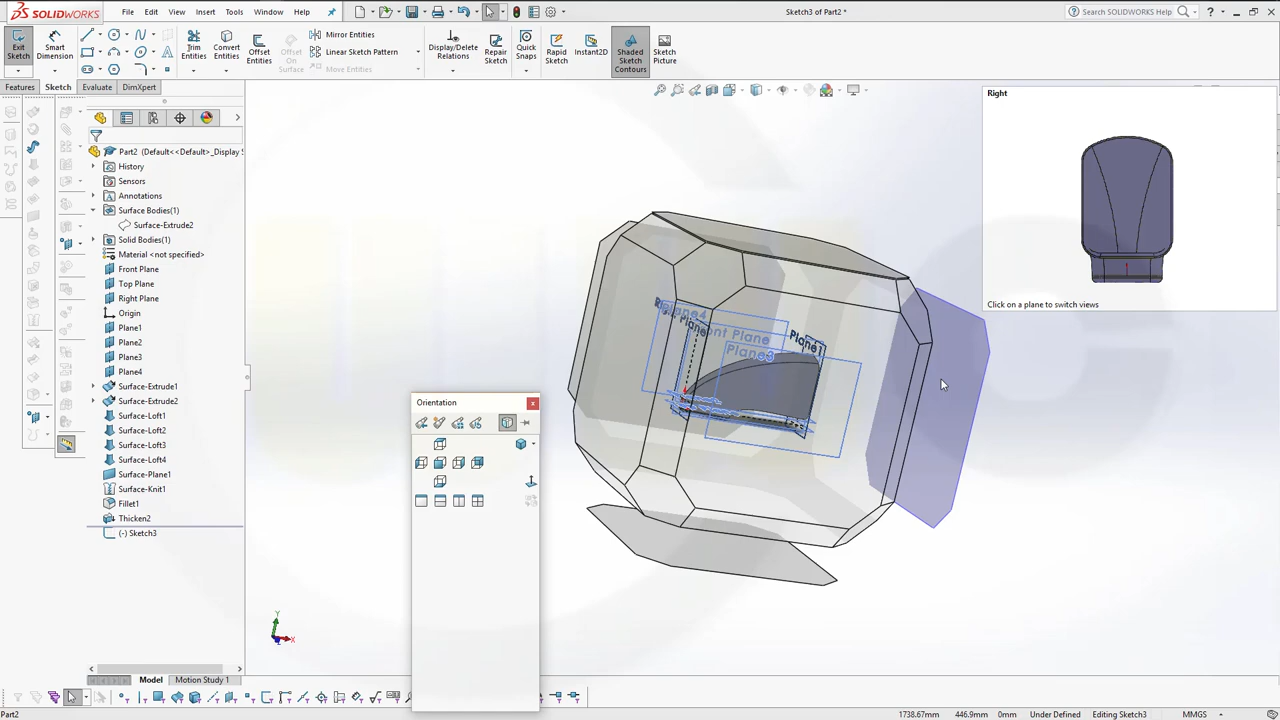 SOLIDWORKS File Edit View Insert Tools Window Help Sketch3 of Part2 * Search SOLIDWORKS Help
Exit Sketch
Smart Dimension
Trim Entities
Convert Entities
Offset Entities
Offset On Surface
Mirror Entities
Linear Sketch Pattern
Move Entities
Display/Delete Relations
Repair Sketch
Quick Snaps
Rapid Sketch
Instant2D
Shaded Sketch Contours
Sketch Picture
Features Sketch Evaluate DimXpert
Right
Part2 (Default<<Default>_Display S
History
Sensors
Annotations
Surface Bodies(1)
Surface-Extrude2
Solid Bodies(1)
Material <not specified>
Front Plane
Top Plane
Right Plane
Origin
Plane1
Plane2
Plane3
Plane4
Surface-Extrude1
Surface-Extrude2
Surface-Loft1
Surface-Loft2
Surface-Loft3
Surface-Loft4
Surface-Plane1
Surface-Knit1
Fillet1
Thicken2
(-) Sketch3
Plane4
Front Plane
Plane1
Plane3
Click on a plane to switch views
Orientation
Y
X
Model Motion Study 1
Part2 1738.67mm 446.9mm 0mm Under Defined Editing Sketch3 MMGS